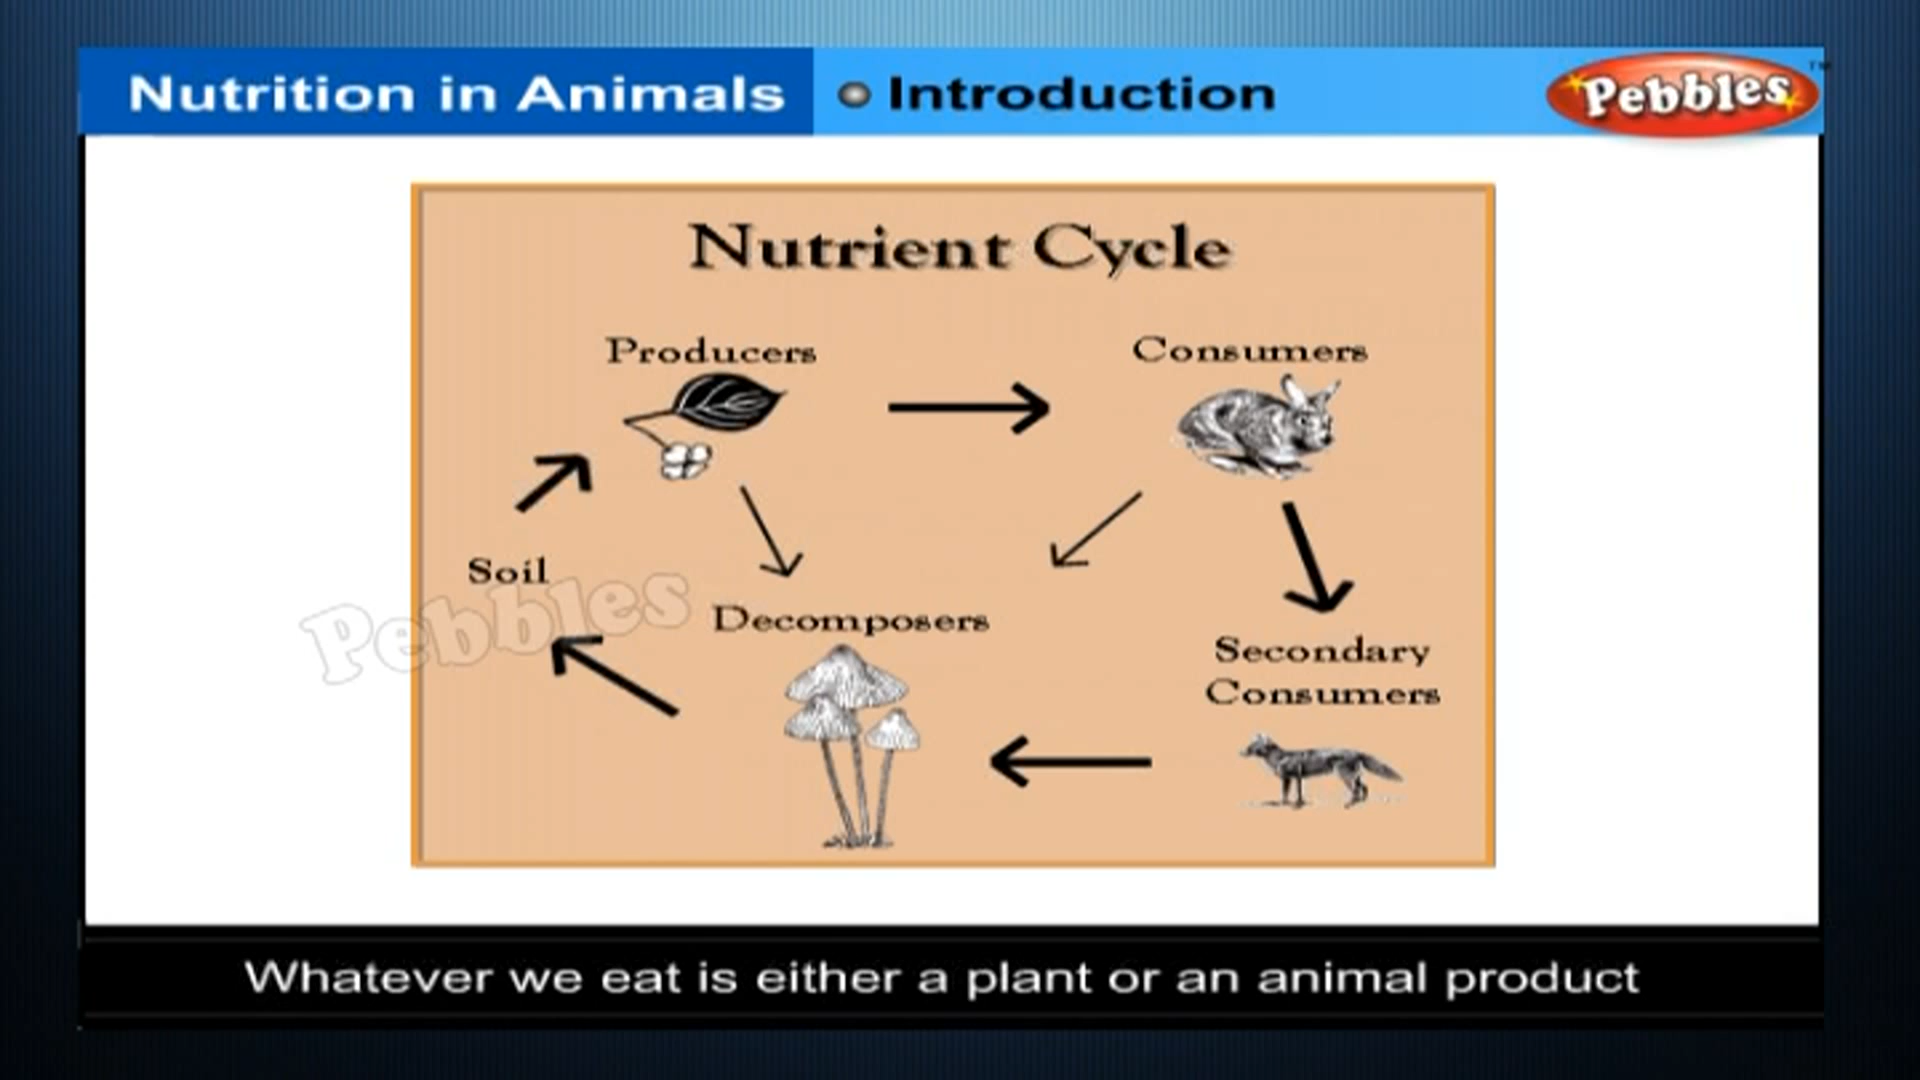 Nutrition in Animals
Introduction
Pebbles
TM
Nutrient Cycle
Producers
Consumers
Soil
Pebbles
Decomposers
Secondary
Consumers
Whatever we eat is either a plant or an animal product